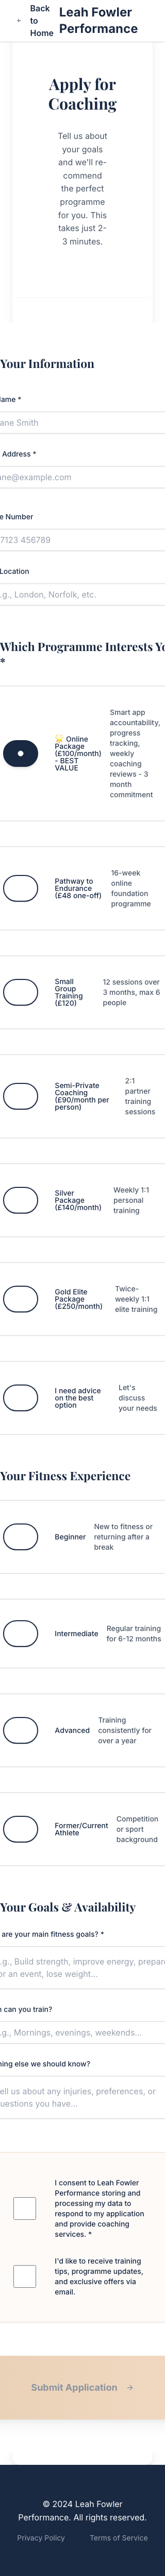 ← Back to Home
Leah Fowler
Performance
Apply for
Coaching
Tell us about
your goals
and we'll re-
commend
the perfect
programme
for you. This
takes just 2-
3 minutes.
Your Information
Name *
ane Smith
Address *
ane@example.com
e Number
7123 456789
Location
.g., London, Norfolk, etc.
Which Programme Interests Yo
*
🏆 Online
Package
(£100/month)
- BEST
VALUE
Smart app
accountability,
progress
tracking,
weekly
coaching
reviews - 3
month
commitment
Pathway to
Endurance
(£48 one-off)
16-week
online
foundation
programme
Small
Group
Training
(£120)
12 sessions over
3 months, max 6
people
Semi-Private
Coaching
(£90/month per
person)
2:1
partner
training
sessions
Silver
Package
(£140/month)
Weekly 1:1
personal
training
Gold Elite
Package
(£250/month)
Twice-
weekly 1:1
elite training
I need advice
on the best
option
Let's
discuss
your needs
Your Fitness Experience
Beginner
New to fitness or
returning after a
break
Intermediate
Regular training
for 6-12 months
Advanced
Training
consistently for
over a year
Former/Current
Athlete
Competition
or sport
background
Your Goals & Availability
are your main fitness goals? *
.g., Build strength, improve energy, prepare
or an event, lose weight...
n can you train?
.g., Mornings, evenings, weekends...
hing else we should know?
ell us about any injuries, preferences, or
uestions you have...
I consent to Leah Fowler
Performance storing and
processing my data to
respond to my application
and provide coaching
services. *
I'd like to receive training
tips, programme updates,
and exclusive offers via
email.
Submit Application →
© 2024 Leah Fowler
Performance. All rights reserved.
Privacy Policy
Terms of Service